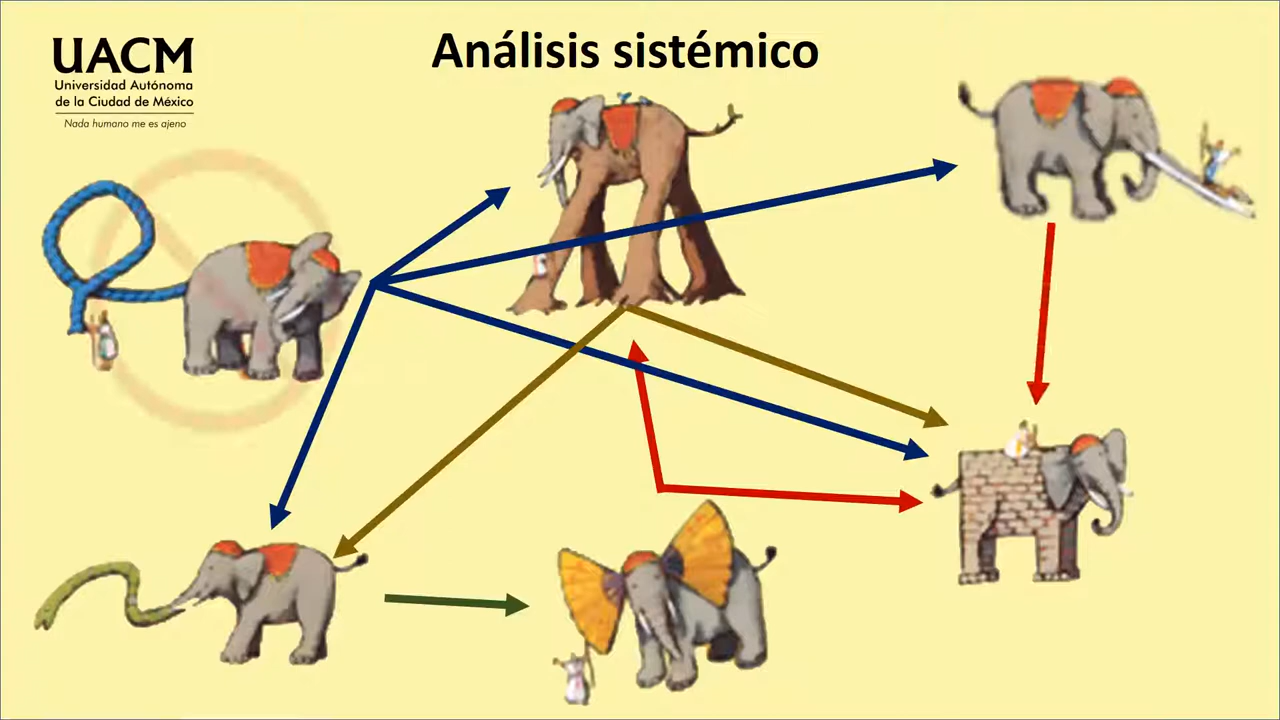 Análisis sistémico
UACM
Universidad Autónoma
de la Ciudad de México
Nada humano me es ajeno